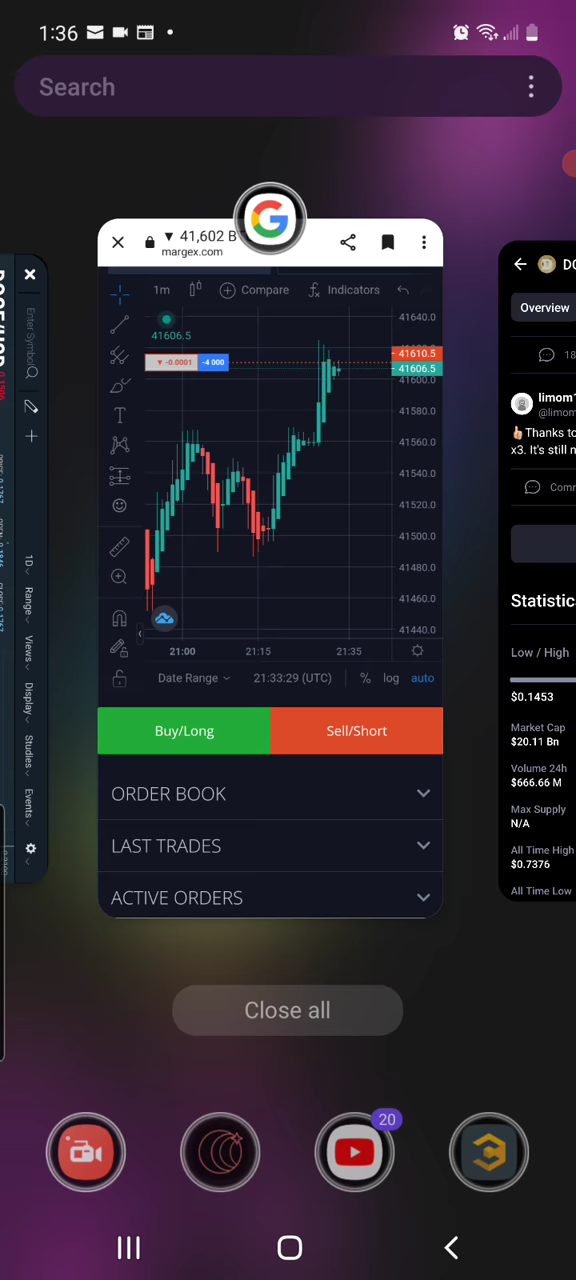 1:36
Search
▼ 41,602 B
margex.com
1m
Compare
Indicators
41606.5
▼ -0.0001 -4 000
41640.0
41610.5
41606.5
41600.0
41580.0
41560.0
41540.0
41520.0
41500.0
41480.0
41460.0
41440.0
21:00 21:15 21:35
Date Range 21:33:29 (UTC) % log auto
Buy/Long
Sell/Short
ORDER BOOK
LAST TRADES
ACTIVE ORDERS
Enter Symbol
1D
Range
Views
Display
Studies
Events
Overview
18
limom
@limom
👆🏻Thanks to
x3. It's still n
Comm
Statistic
Low / High
$0.1453
Market Cap
$20.11 Bn
Volume 24h
$666.66 M
Max Supply
N/A
All Time High
$0.7376
All Time Low
Close all
20